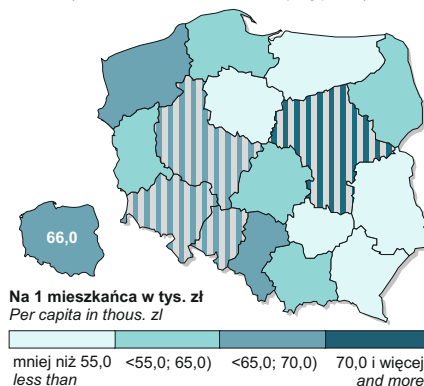 66,0
Na 1 mieszkańca w tys. zł
Per capita in thous. zl
mniej niż 55,0 <55,0; 65,0) <65,0; 70,0) 70,0 i więcej
less than and more